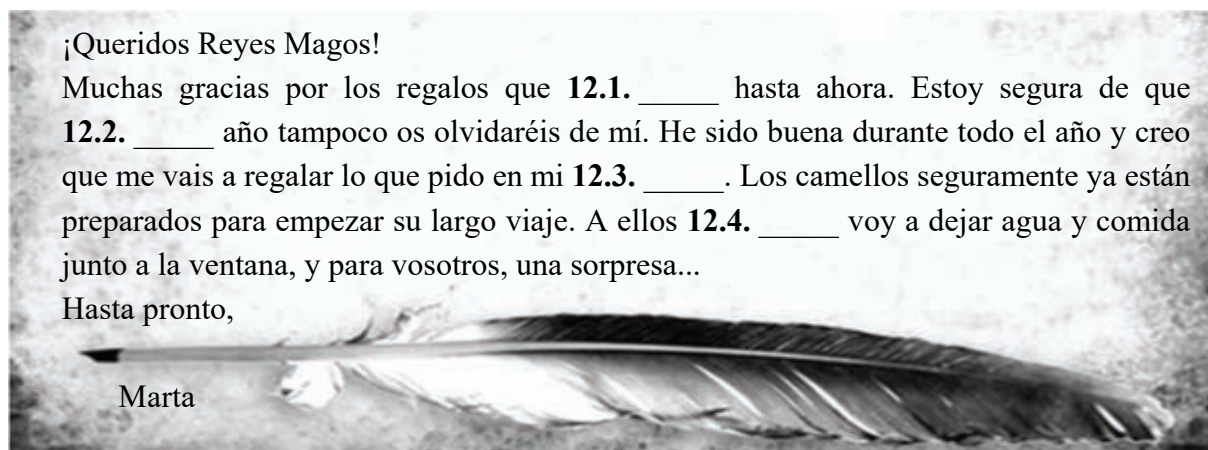 ¡Queridos Reyes Magos!
Muchas gracias por los regalos que 12.1. _____ hasta ahora. Estoy segura de que
12.2. _____ año tampoco os olvidaréis de mí. He sido buena durante todo el año y creo
que me vais a regalar lo que pido en mi 12.3. _____. Los camellos seguramente ya están
preparados para empezar su largo viaje. A ellos 12.4. _____ voy a dejar agua y comida
junto a la ventana, y para vosotros, una sorpresa...
Hasta pronto,
Marta